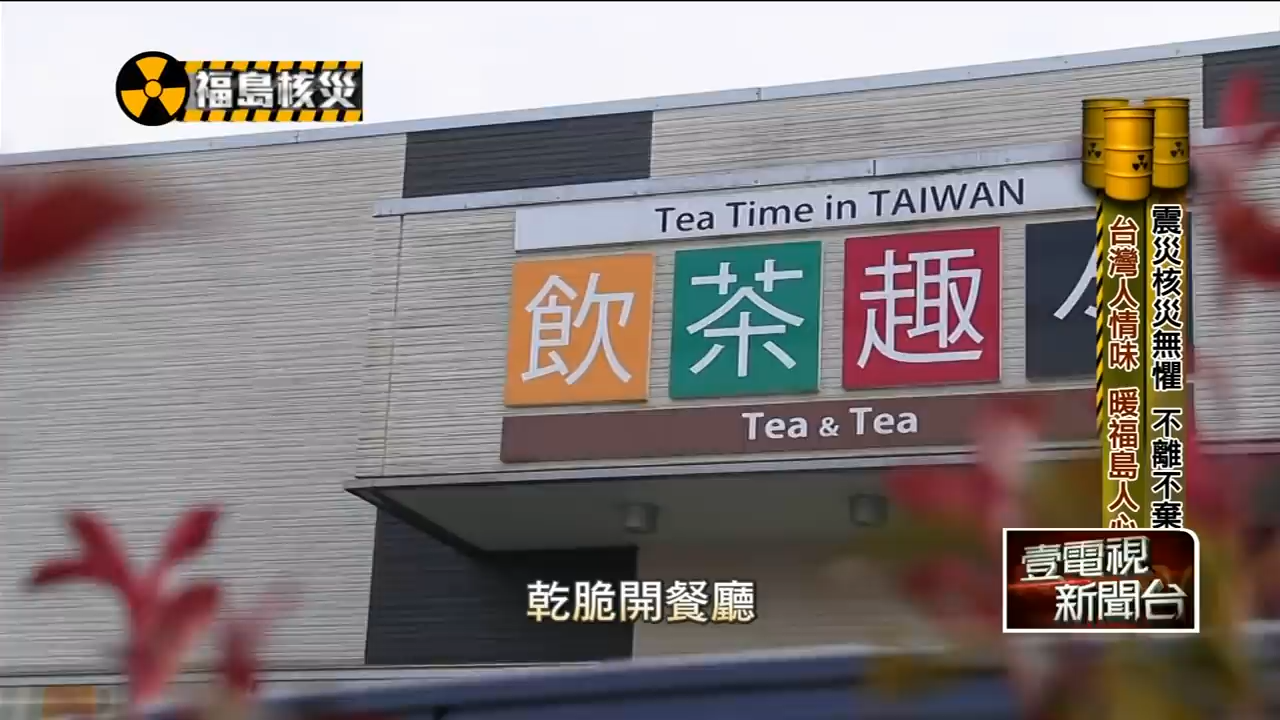 福島核災
Tea Time in TAIWAN
飲茶趣
Tea & Tea
震災核災無懼 不離不棄
台灣人情味 暖福島人心
乾脆開餐廳
壹電視
新聞台